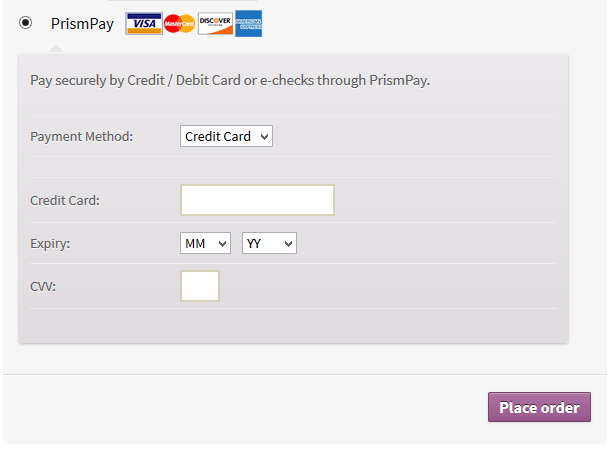 PrismPay VISA MasterCard DISCOVER AMERICAN EXPRESS
Pay securely by Credit / Debit Card or e-checks through PrismPay.
Payment Method: Credit Card
Credit Card:
Expiry: MM YY
CVV:
Place order